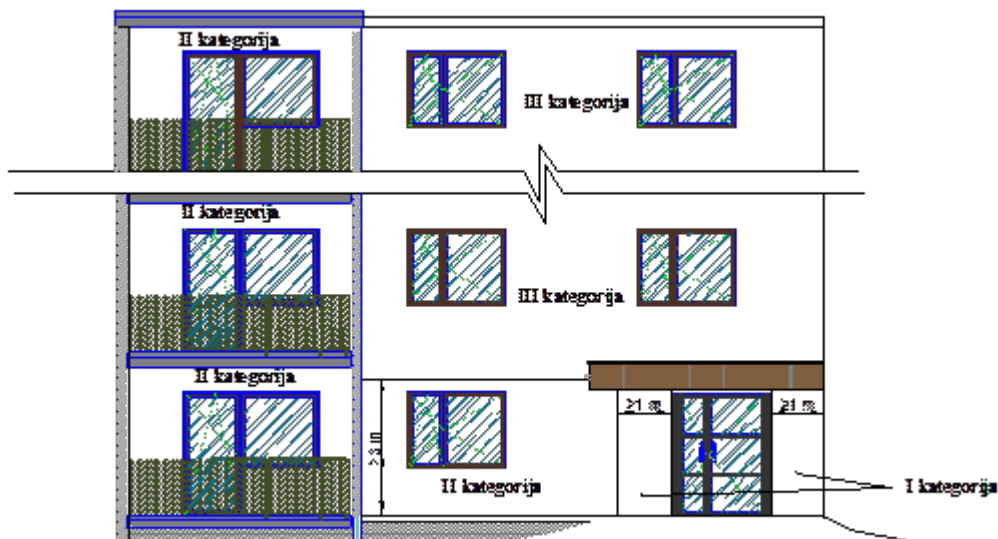 II kategorija
III kategorija
II kategorija
III kategorija
II kategorija
≥1 m
≥1 m
≥3 m
II kategorija
I kategorija